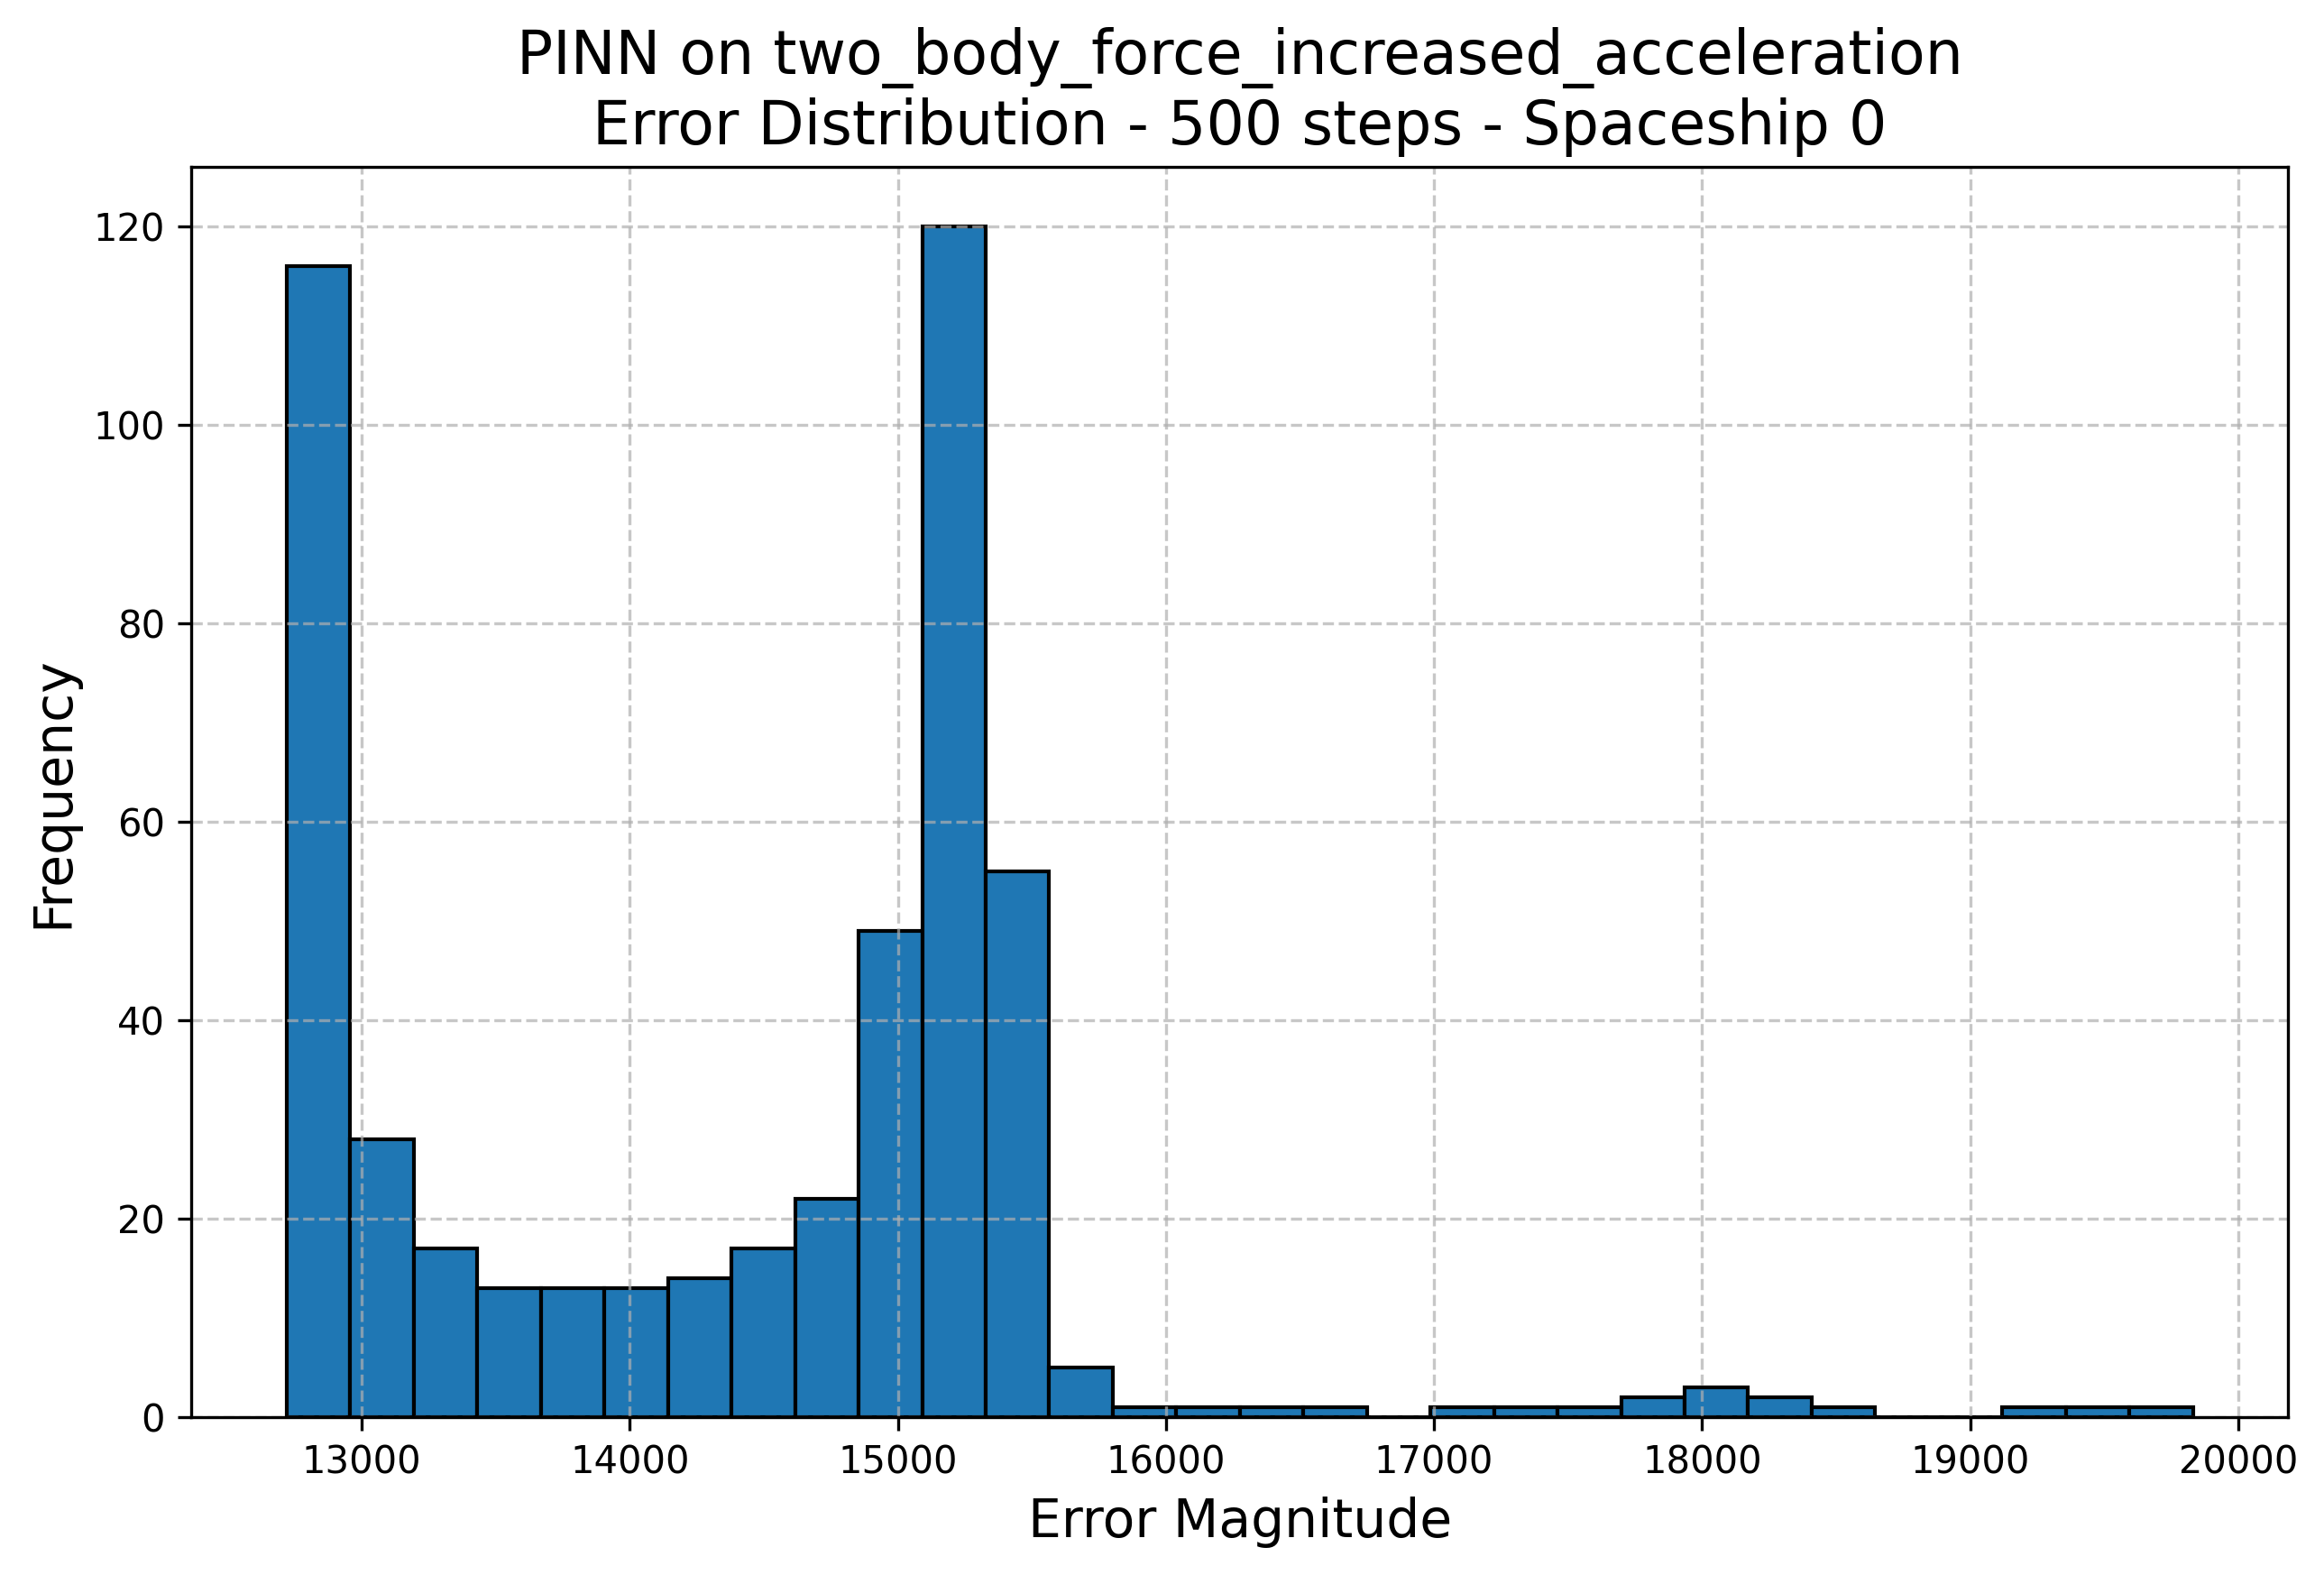 PINN on two_body_force_increased_acceleration
Error Distribution - 500 steps - Spaceship 0
120
100
80
60
40
20
0
Frequency
13000 14000 15000 16000 17000 18000 19000 20000
Error Magnitude